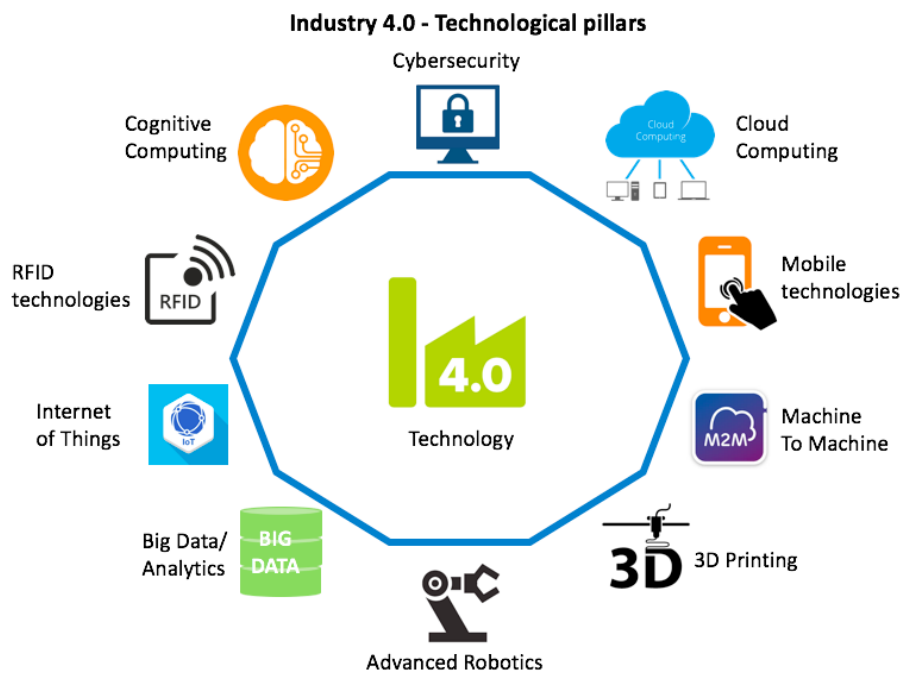 Industry 4.0 - Technological pillars
Cybersecurity
Cognitive
Computing
Cloud
Computing
Cloud
Computing
RFID
technologies
RFID
Mobile
technologies
4.0
Technology
Internet
of Things
IoT
M2M
Machine
To Machine
Big Data/
Analytics
BIG
DATA
3D
3D Printing
Advanced Robotics